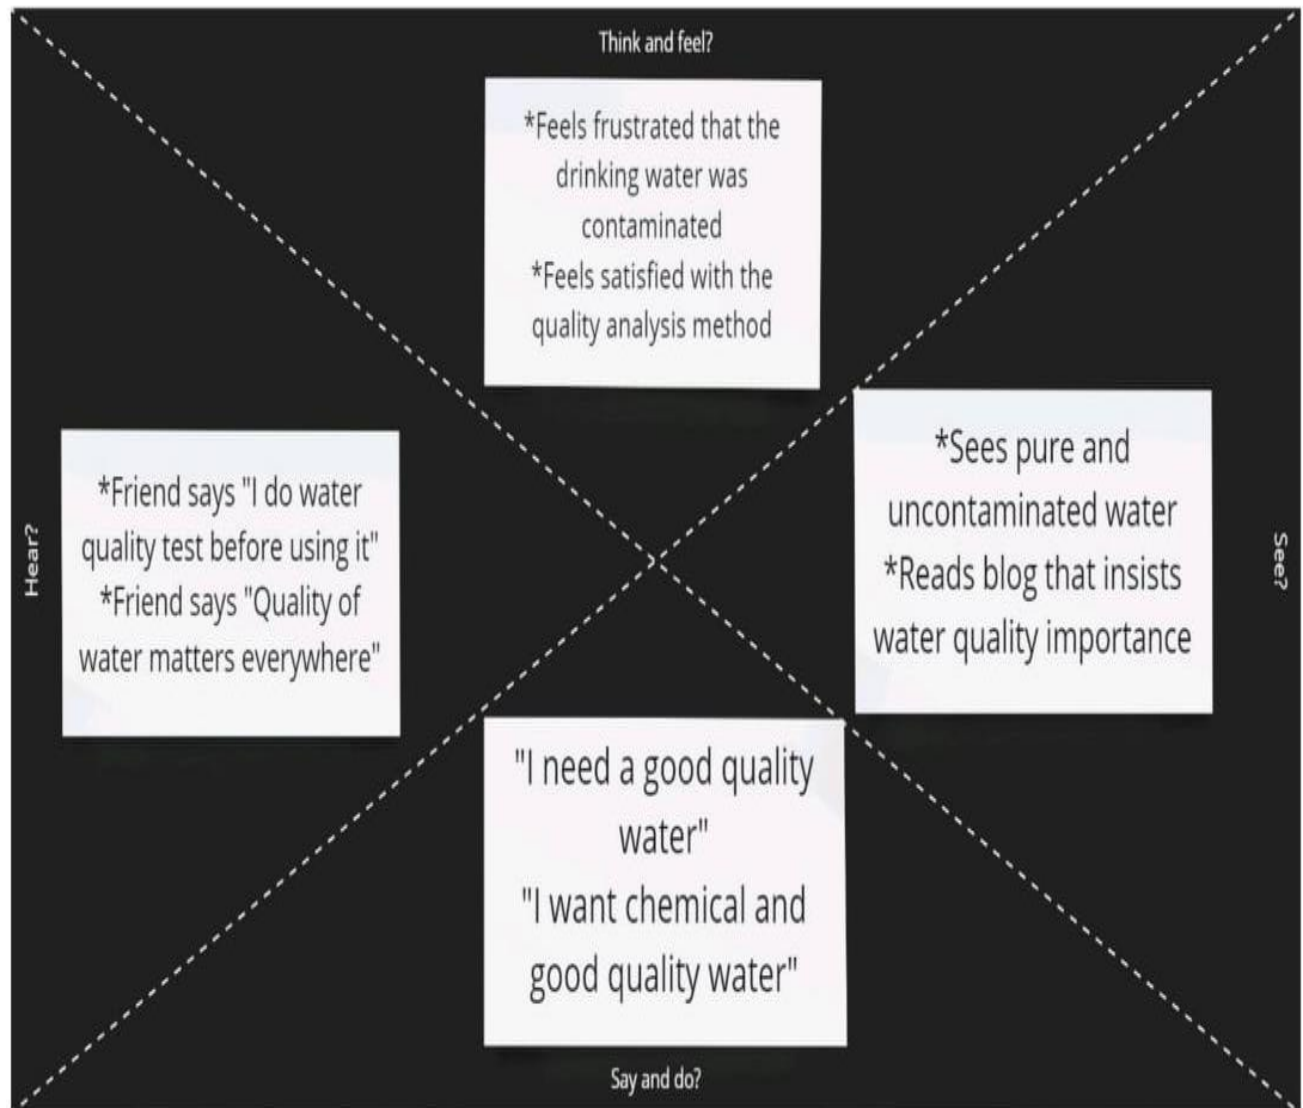 Think and feel?
*Feels frustrated that the
drinking water was
contaminated
*Feels satisfied with the
quality analysis method
Hear?
*Friend says "I do water
quality test before using it"
*Friend says "Quality of
water matters everywhere"
*Sees pure and
uncontaminated water
*Reads blog that insists
water quality importance
See?
"I need a good quality
water"
"I want chemical and
good quality water"
Say and do?